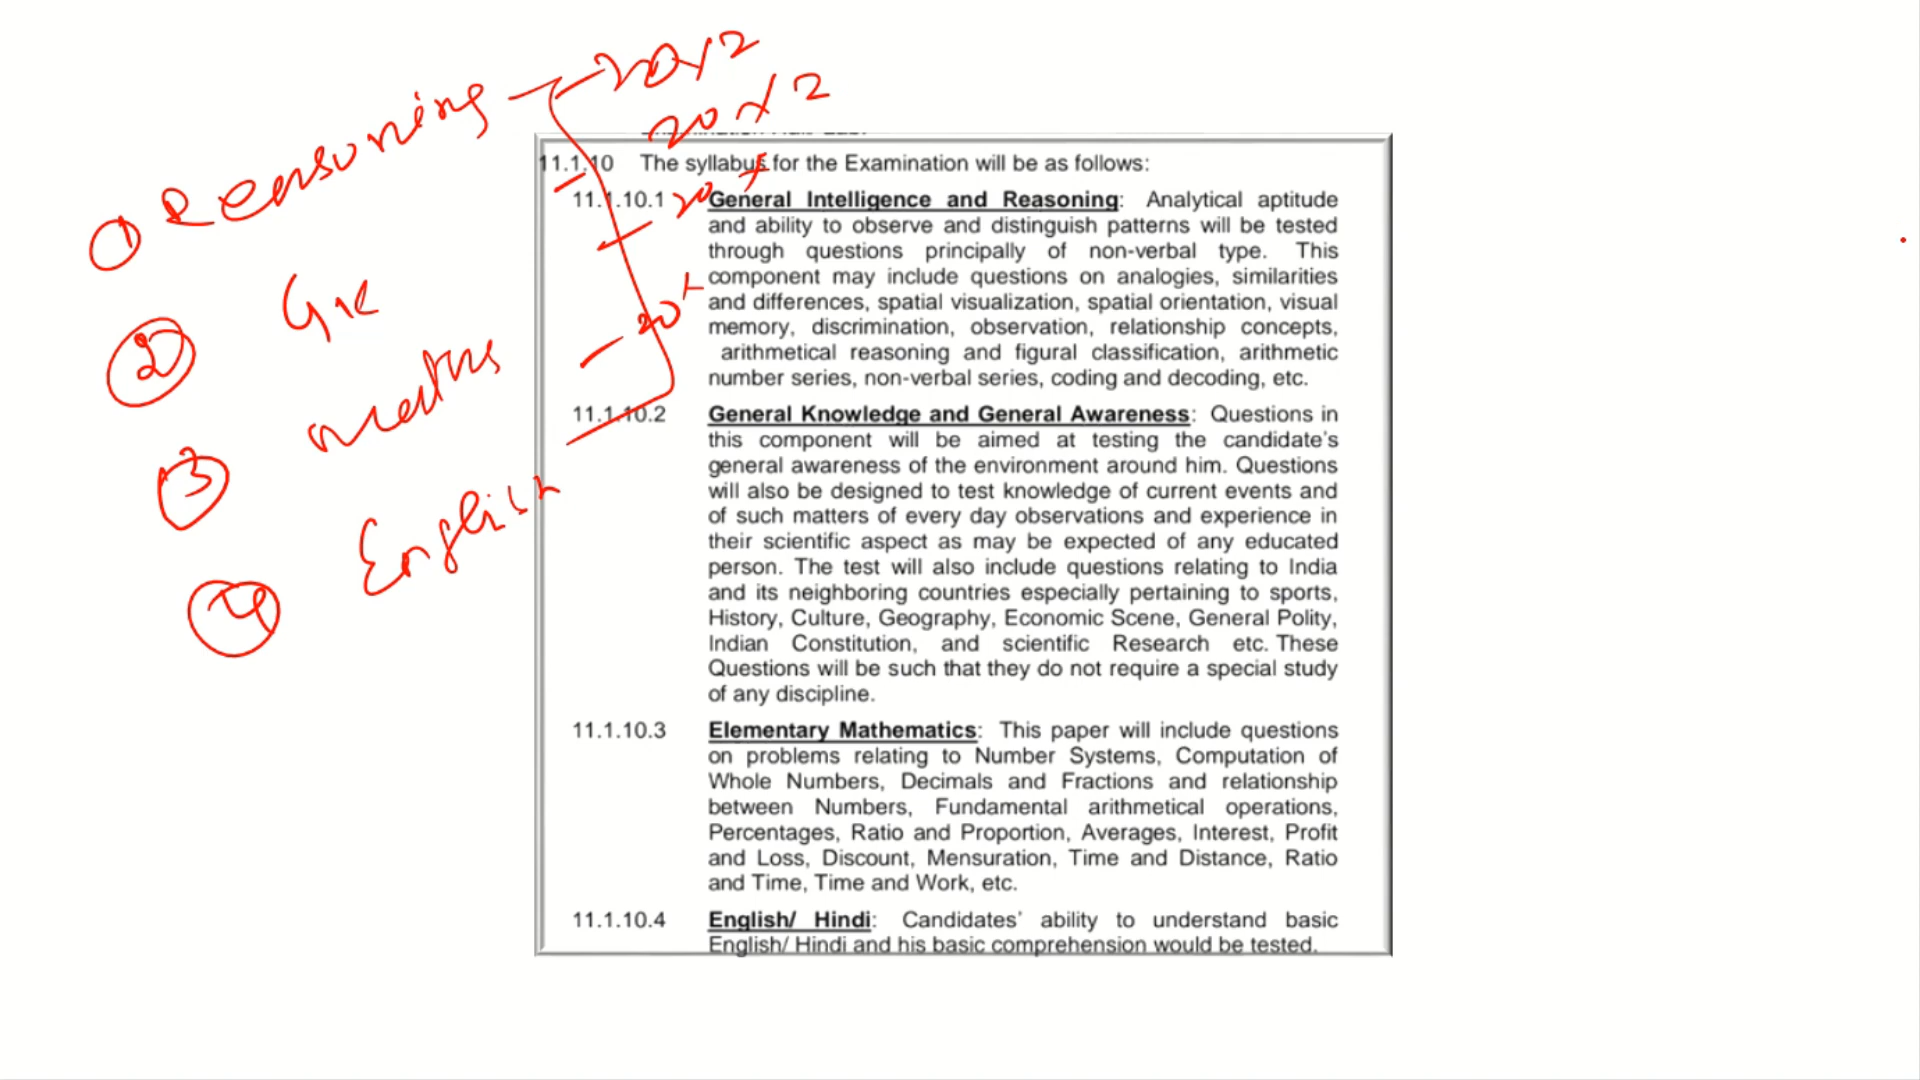 ① Reasoning 20×2
20×2
20×
20×
② GK
③ maths
④ English
11.1.10 The syllabus for the Examination will be as follows:
11.1.10.1 General Intelligence and Reasoning: Analytical aptitude
and ability to observe and distinguish patterns will be tested
through questions principally of non-verbal type. This
component may include questions on analogies, similarities
and differences, spatial visualization, spatial orientation, visual
memory, discrimination, observation, relationship concepts,
arithmetical reasoning and figural classification, arithmetic
number series, non-verbal series, coding and decoding, etc.
11.1.10.2 General Knowledge and General Awareness: Questions in
this component will be aimed at testing the candidate's
general awareness of the environment around him. Questions
will also be designed to test knowledge of current events and
of such matters of every day observations and experience in
their scientific aspect as may be expected of any educated
person. The test will also include questions relating to India
and its neighboring countries especially pertaining to sports,
History, Culture, Geography, Economic Scene, General Polity,
Indian Constitution, and scientific Research etc. These
Questions will be such that they do not require a special study
of any discipline.
11.1.10.3 Elementary Mathematics: This paper will include questions
on problems relating to Number Systems, Computation of
Whole Numbers, Decimals and Fractions and relationship
between Numbers, Fundamental arithmetical operations,
Percentages, Ratio and Proportion, Averages, Interest, Profit
and Loss, Discount, Mensuration, Time and Distance, Ratio
and Time, Time and Work, etc.
11.1.10.4 English/ Hindi: Candidates' ability to understand basic
English/ Hindi and his basic comprehension would be tested.